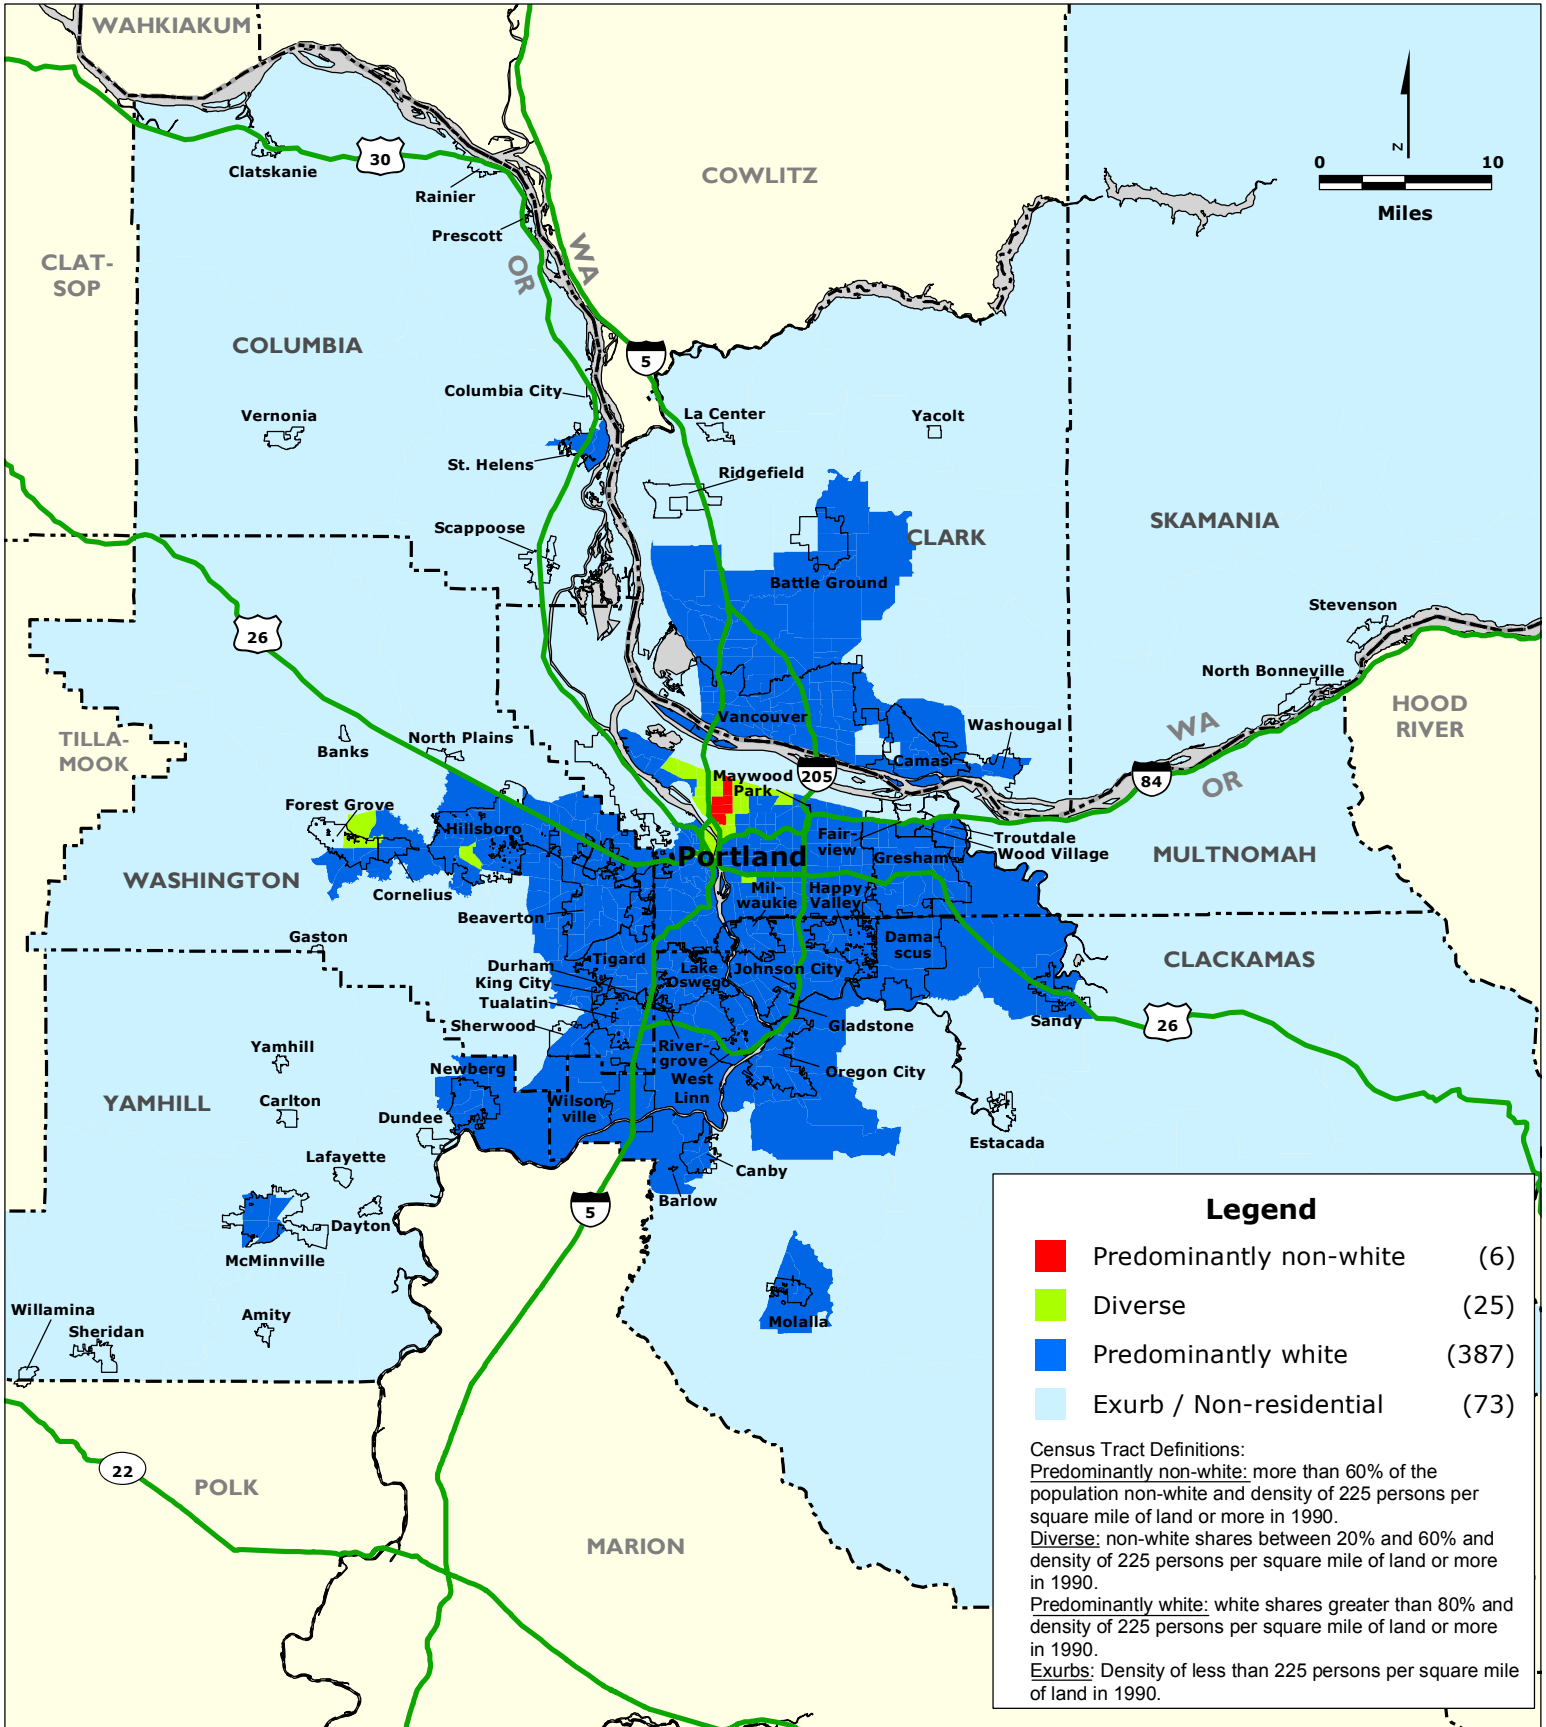 WAHKIAKUM
COWLITZ
0 10
Miles
N
30
Clatskanie
Rainier
Prescott
WA
OR
CLAT-
SOP
COLUMBIA
5
Columbia City
La Center
Yacolt
Vernonia
St. Helens
Ridgefield
Scappoose
CLARK
SKAMANIA
Battle Ground
Stevenson
26
North Bonneville
HOOD
RIVER
Vancouver
Washougal
WA
OR
TILLA-
MOOK
Banks
North Plains
Camas
205
84
Maywood
Park
Forest Grove
Hillsboro
Fair-
view
Troutdale
Wood Village
Portland
Gresham
MULTNOMAH
WASHINGTON
Cornelius
Mil-
waukie
Happy
Valley
Beaverton
Gaston
Dama-
scus
CLACKAMAS
Tigard
Durham
King City
Lake
Oswego
Johnson City
Tualatin
Sherwood
Gladstone
Sandy
26
Yamhill
River-
grove
Newberg
West
Linn
Oregon City
YAMHILL
Carlton
Wilson
ville
Dundee
Estacada
Lafayette
Canby
Barlow
5
Dayton
McMinnville
Willamina
Sheridan
Amity
Molalla
22
POLK
MARION
Legend
Predominantly non-white (6)
Diverse (25)
Predominantly white (387)
Exurb / Non-residential (73)
Census Tract Definitions:
Predominantly non-white: more than 60% of the
population non-white and density of 225 persons per
square mile of land or more in 1990.
Diverse: non-white shares between 20% and 60% and
density of 225 persons per square mile of land or more
in 1990.
Predominantly white: white shares greater than 80% and
density of 225 persons per square mile of land or more
in 1990.
Exurbs: Density of less than 225 persons per square mile
of land in 1990.